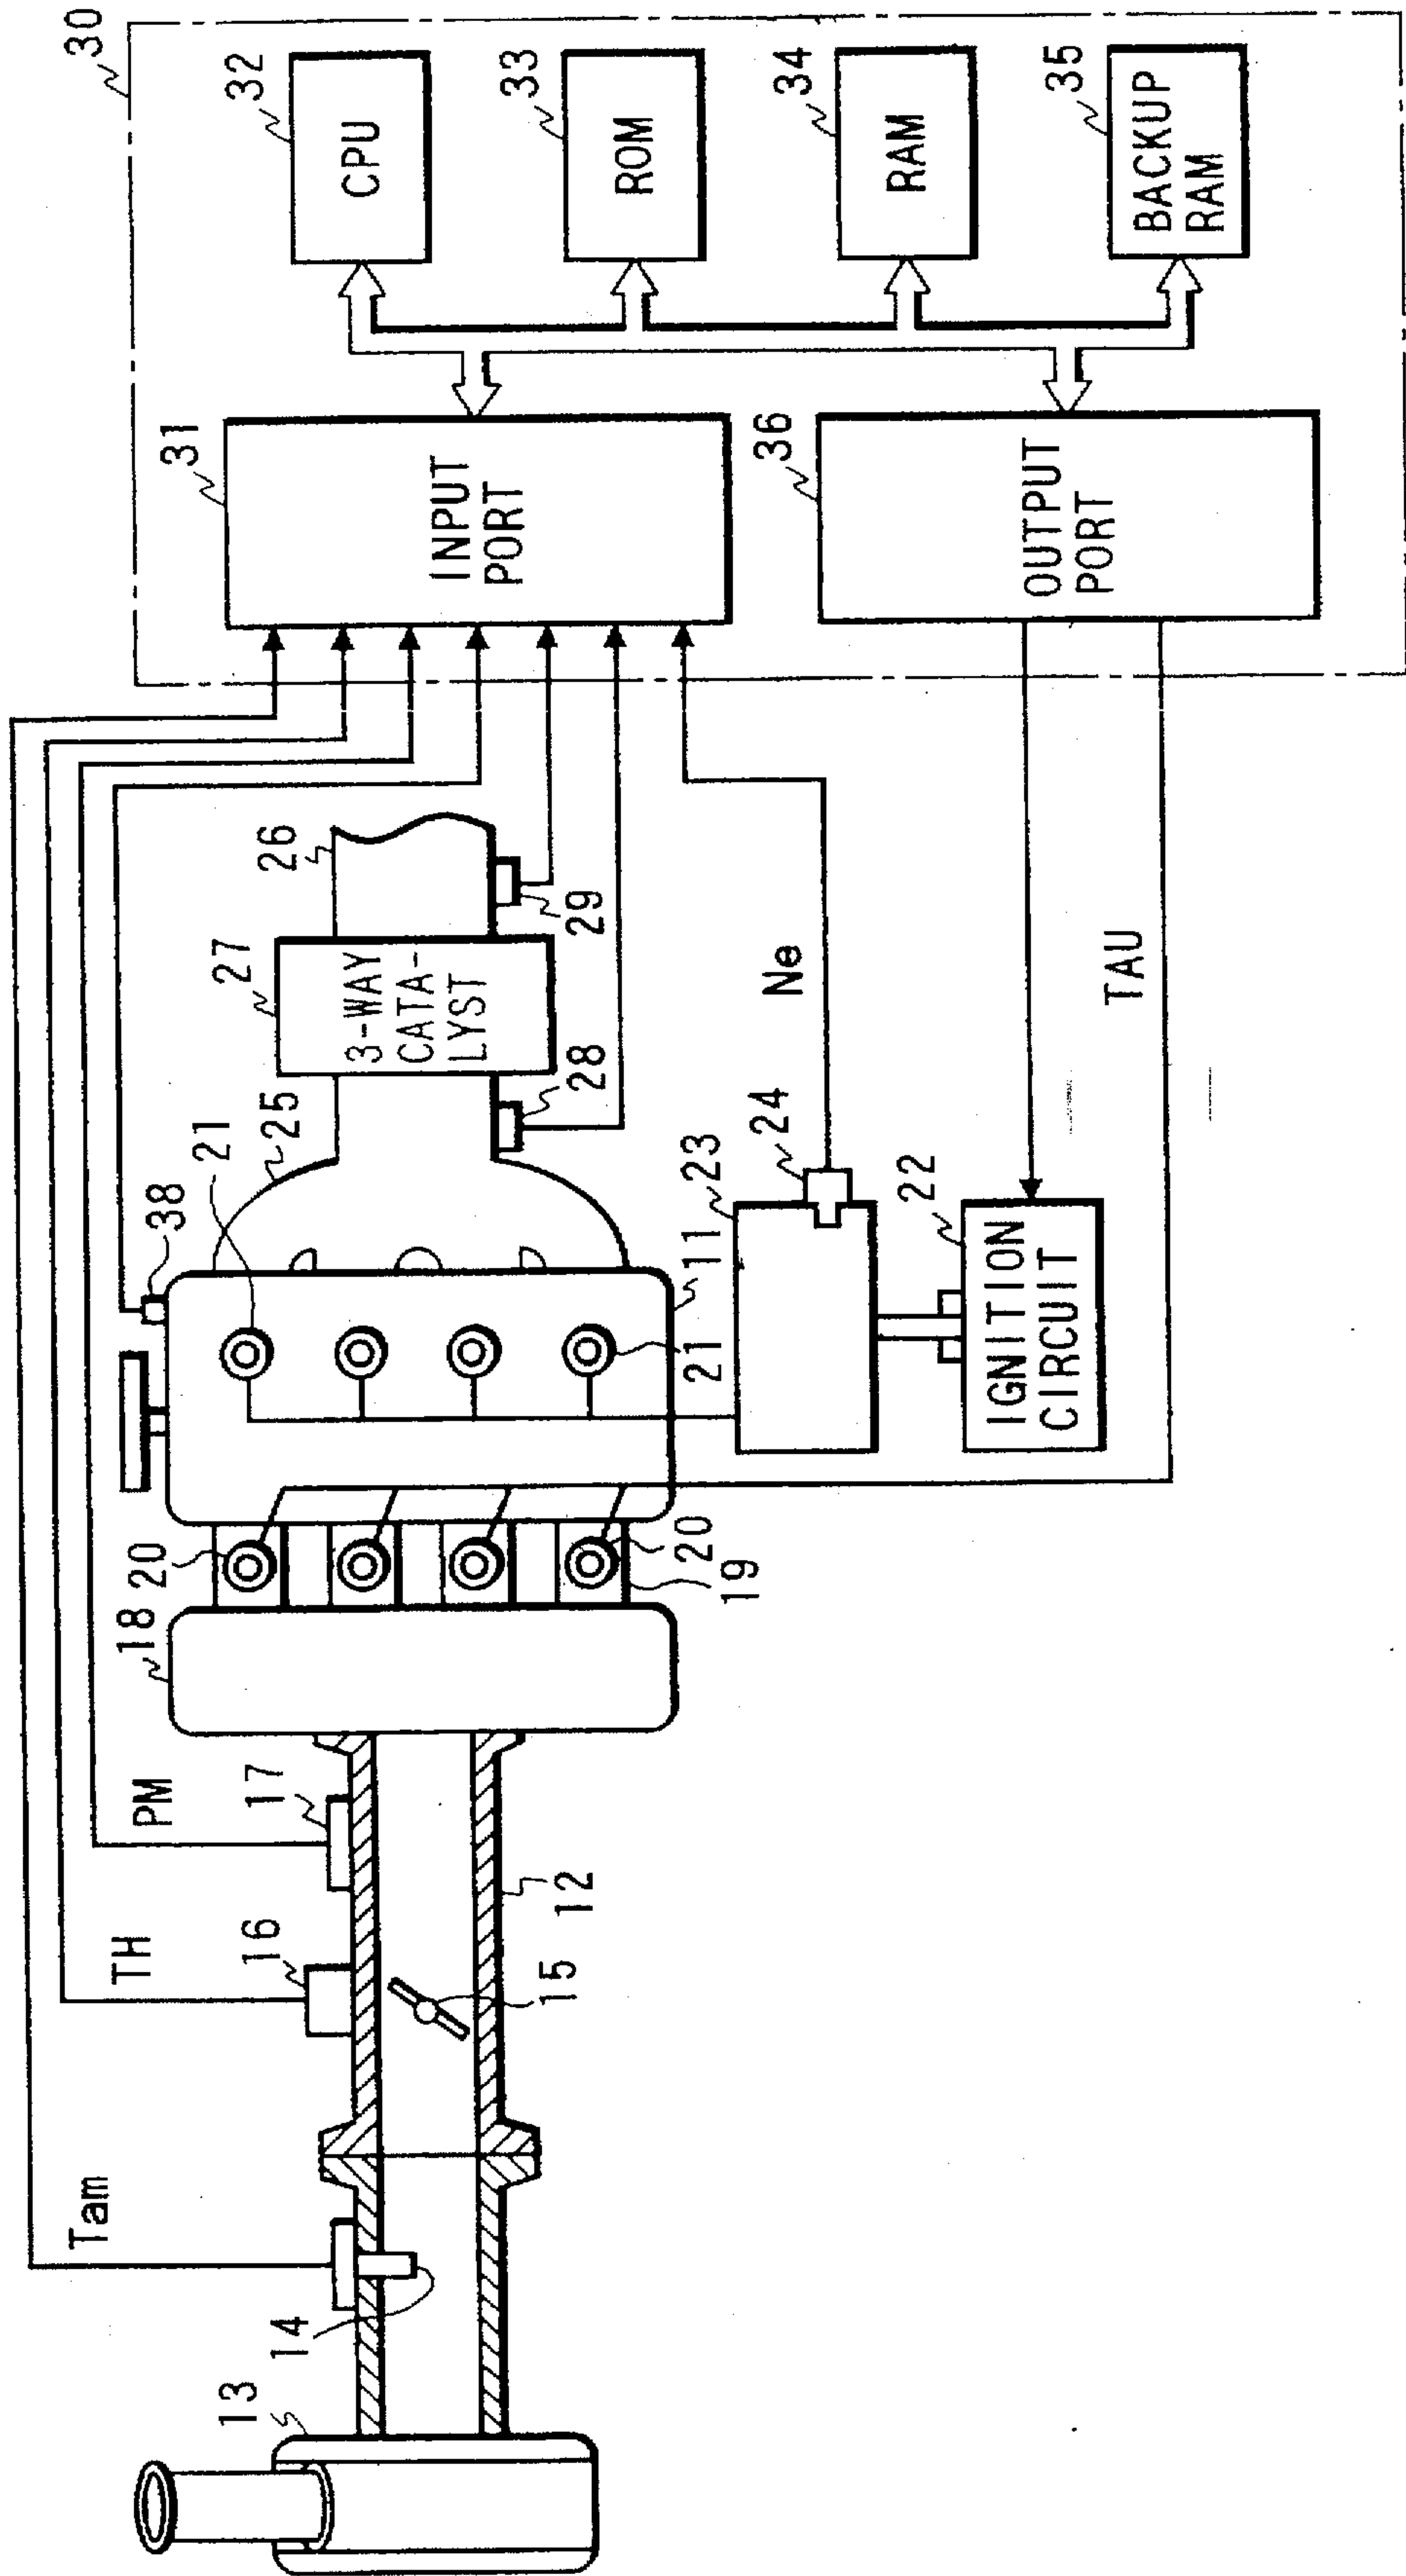 30
32
CPU
33
ROM
34
RAM
35
BACKUP
RAM
31
INPUT
PORT
36
OUTPUT
PORT
26
29
27
3-WAY
CATA-
LYST
28
25
21
38
Ne
TAU
24
23
22
IGNITION
CIRCUIT
11
21
20
20
19
18
PM
17
12
TH
16
15
Tam
14
13